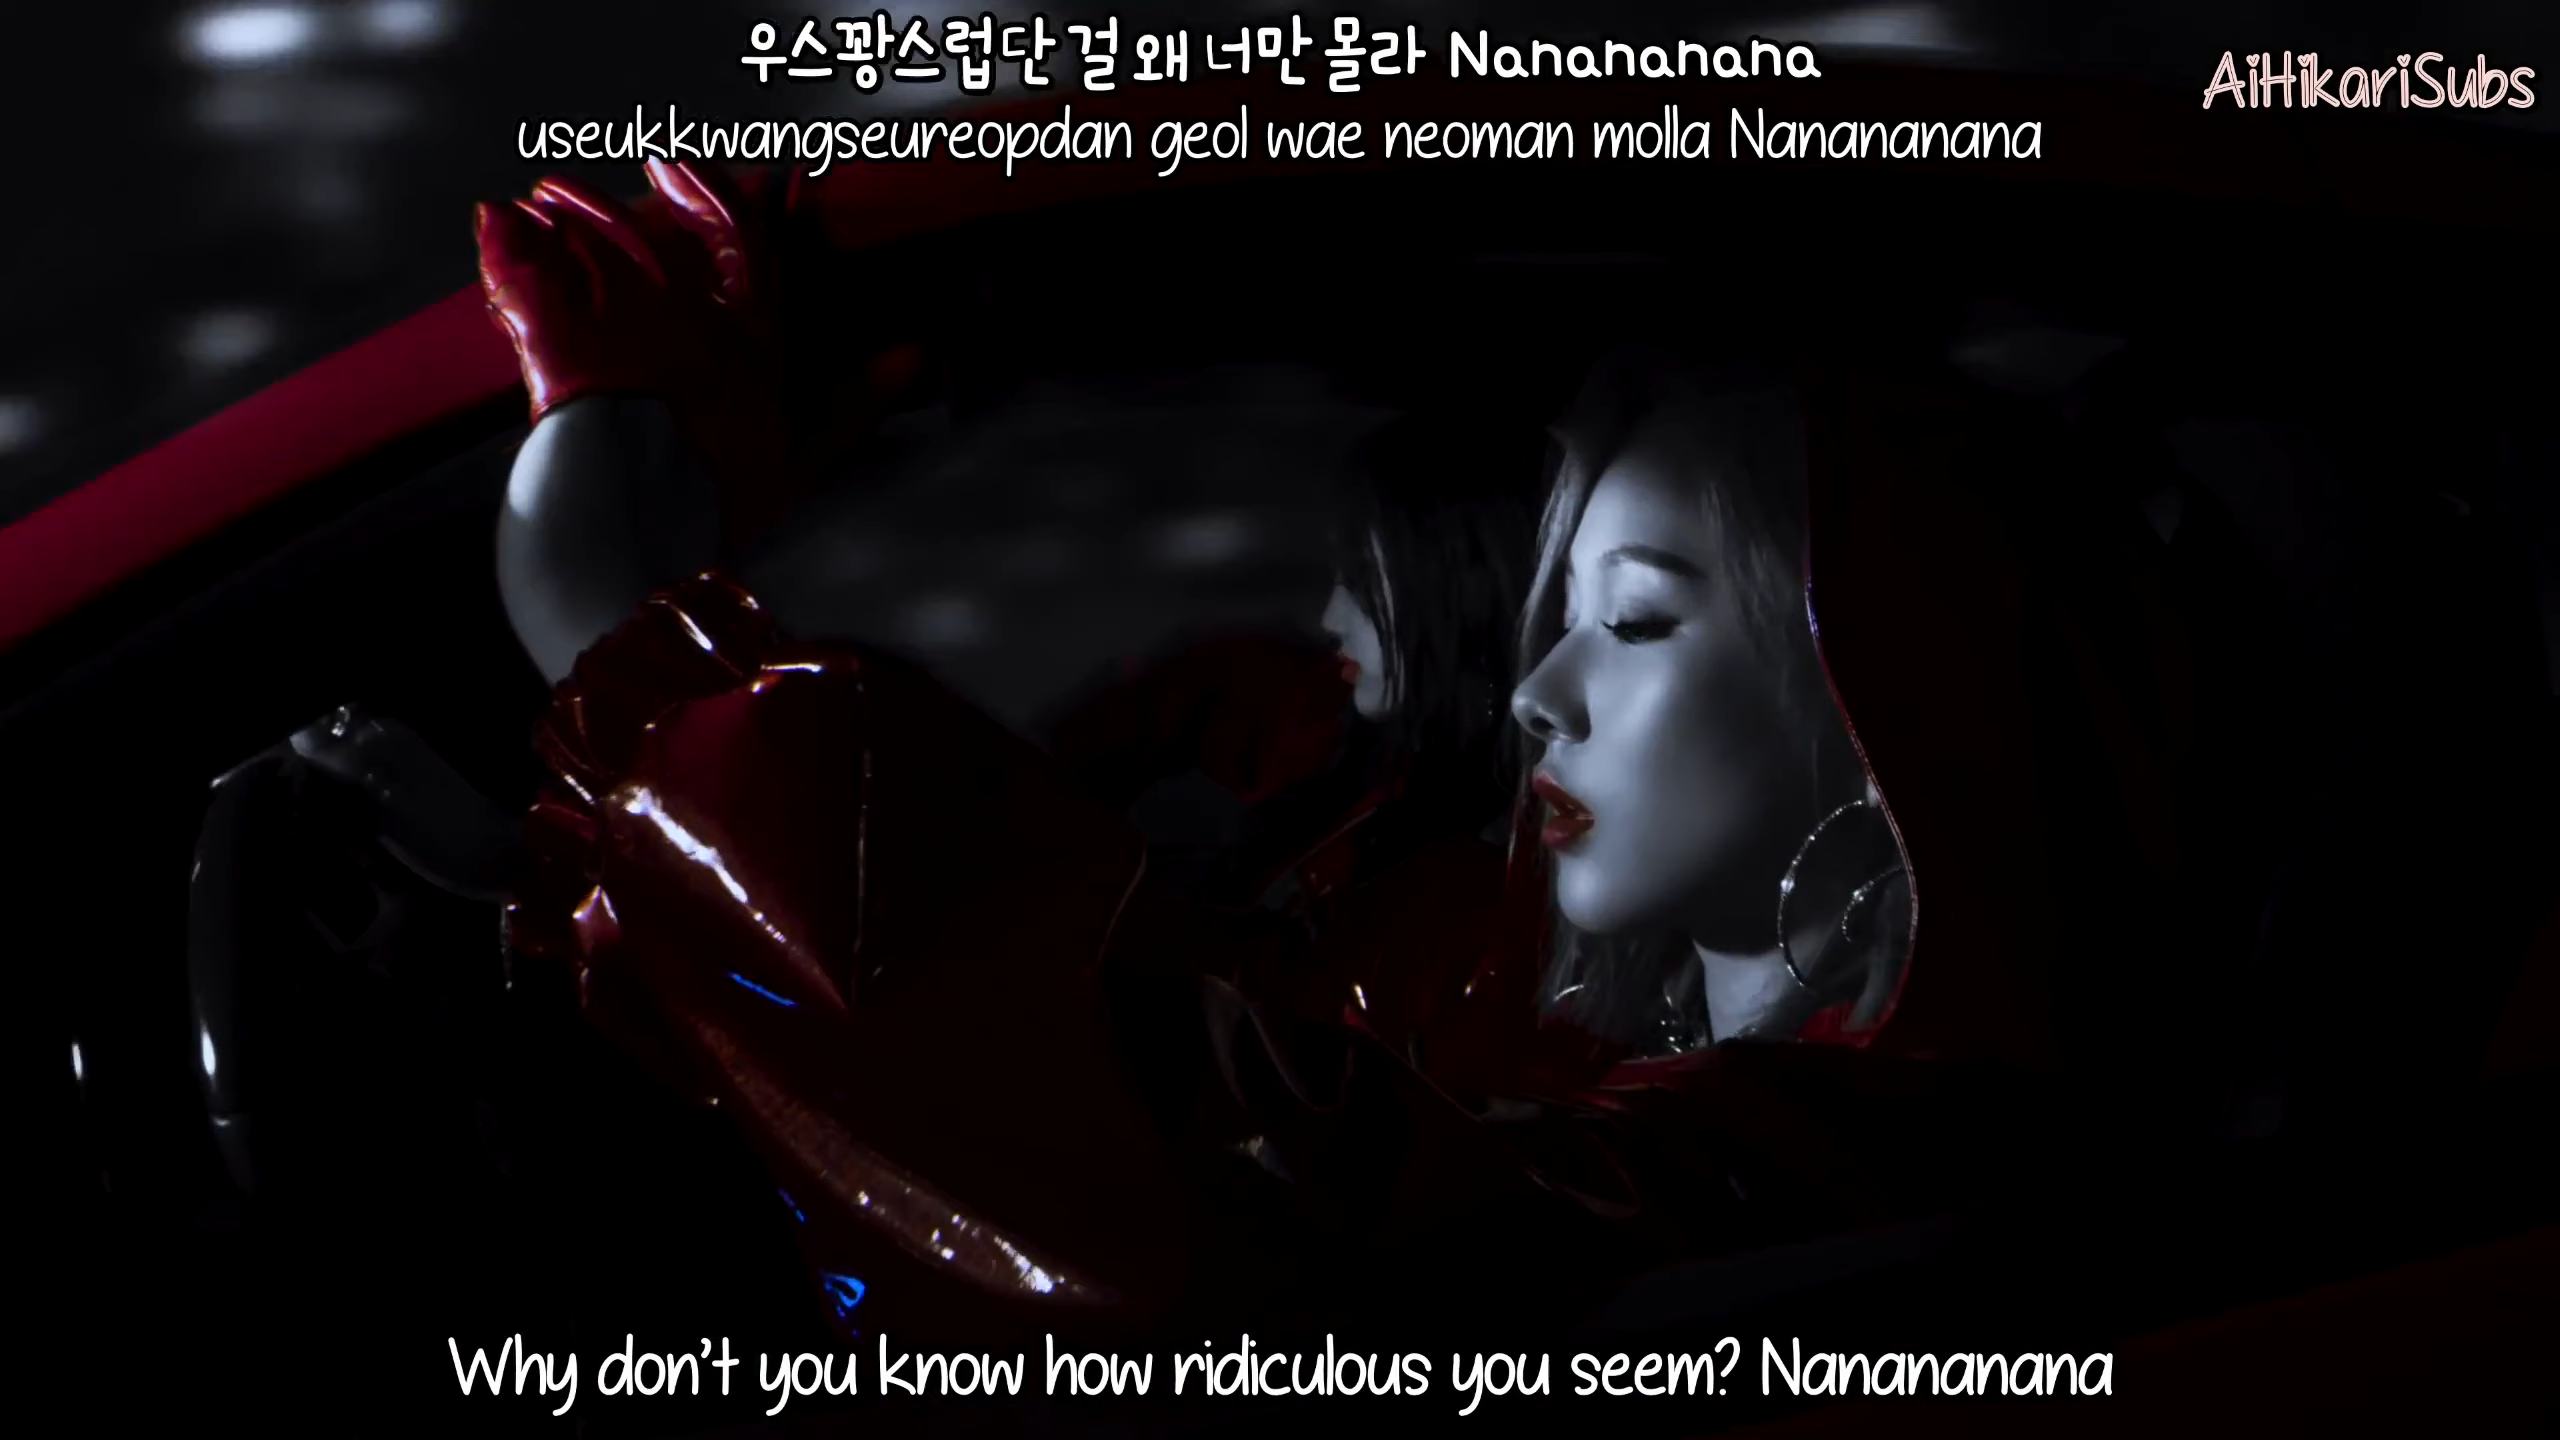 우스꽝스럽단 걸 왜 너만 몰라 Nanananana
AiHikariSubs
useukkwangseureopdan geol wae neoman molla Nanananana
Why don't you know how ridiculous you seem? Nanananana